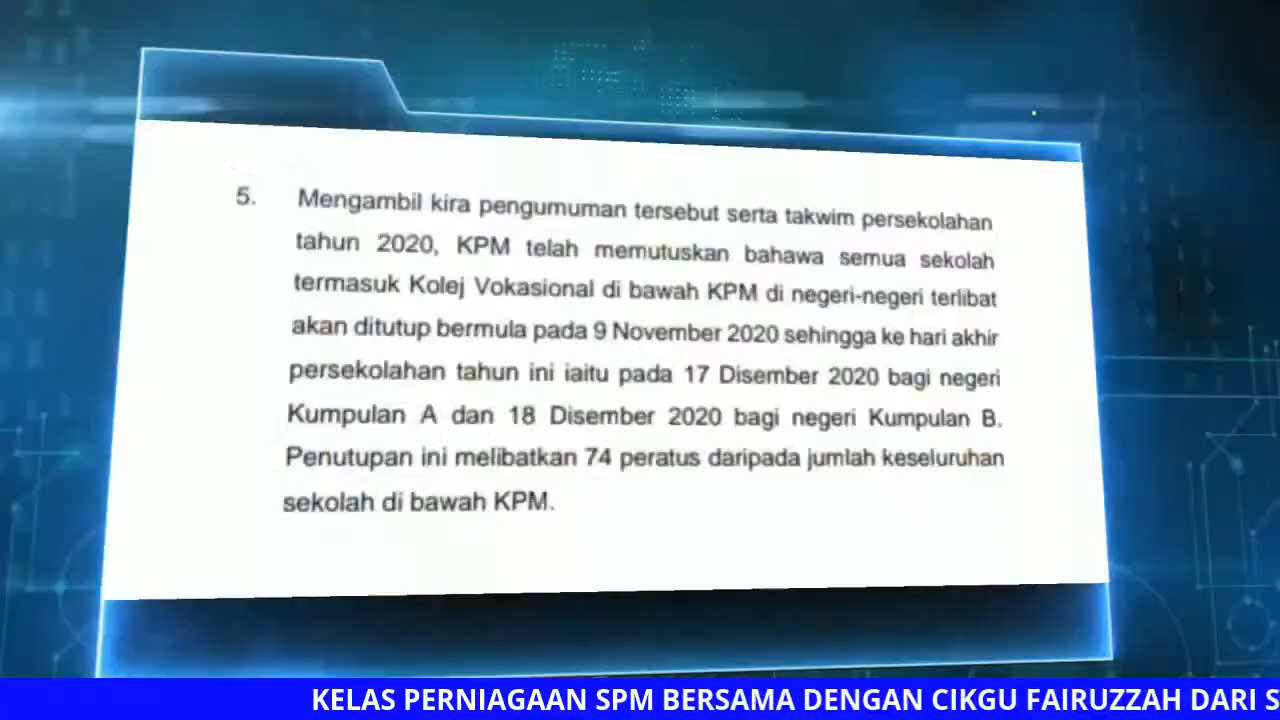 5. Mengambil kira pengumuman tersebut serta takwim persekolahan
tahun 2020, KPM telah memutuskan bahawa semua sekolah
termasuk Kolej Vokasional di bawah KPM di negeri-negeri terlibat
akan ditutup bermula pada 9 November 2020 sehingga ke hari akhir
persekolahan tahun ini iaitu pada 17 Disember 2020 bagi negeri
Kumpulan A dan 18 Disember 2020 bagi negeri Kumpulan B.
Penutupan ini melibatkan 74 peratus daripada jumlah keseluruhan
sekolah di bawah KPM.
KELAS PERNIAGAAN SPM BERSAMA DENGAN CIKGU FAIRUZZAH DARI S